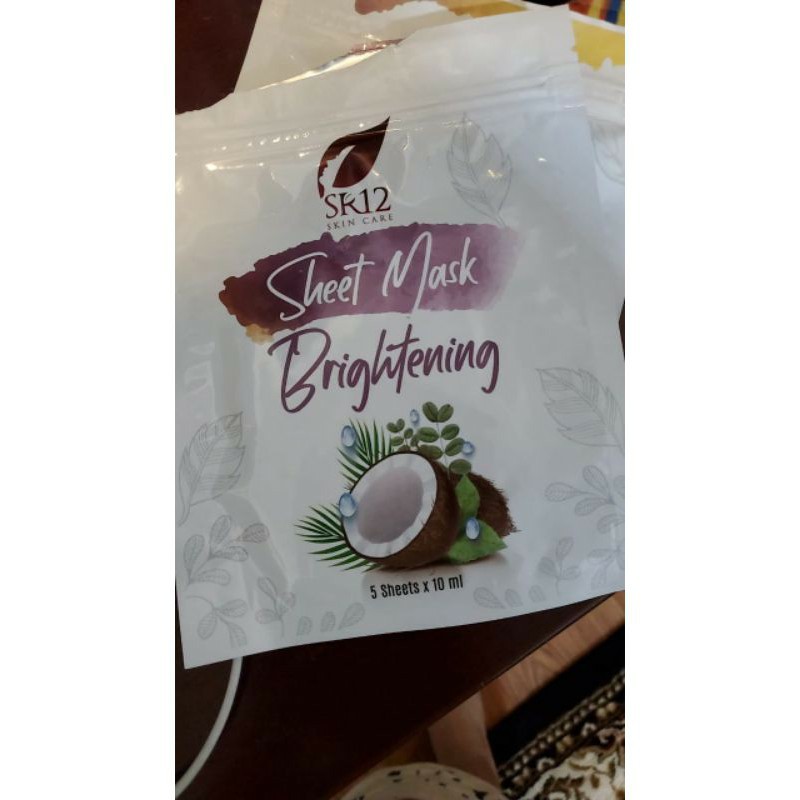 SR12
SKIN CARE
Sheet Mask
Brightening
5 Sheets x 10 ml